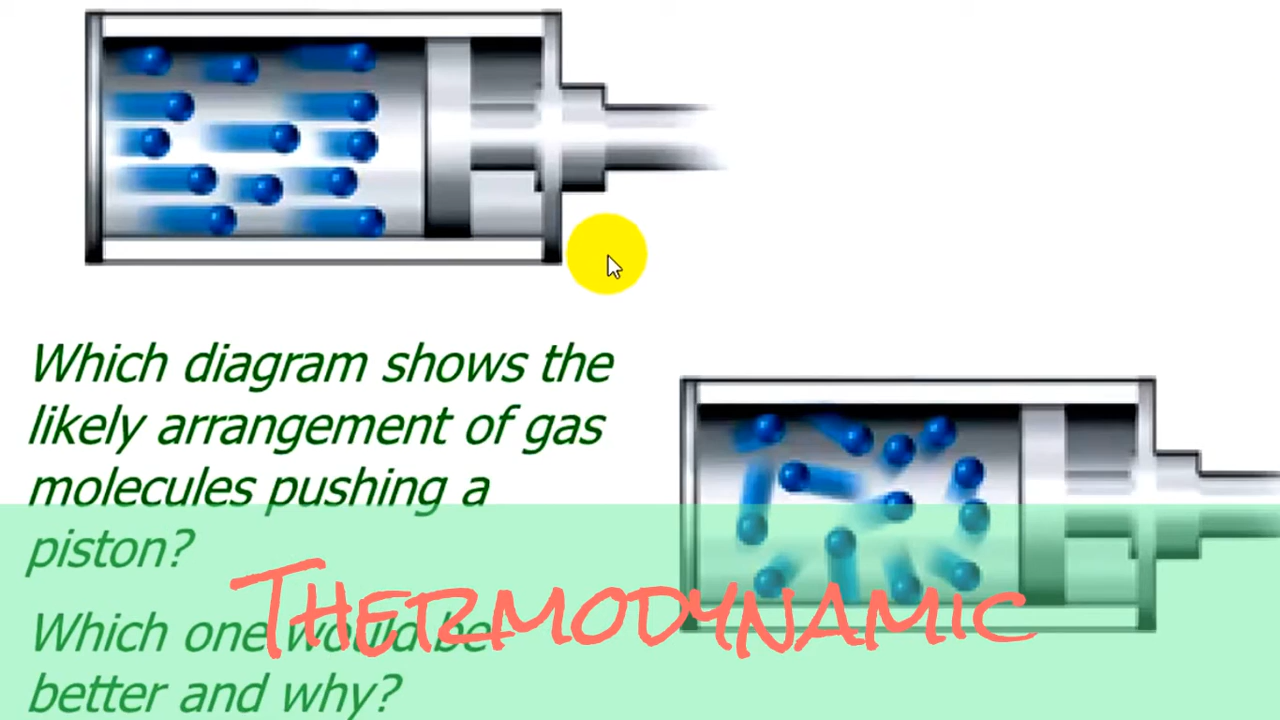 Which diagram shows the
likely arrangement of gas
molecules pushing a
piston?
Which one would be
better and why?
Thermodynamic